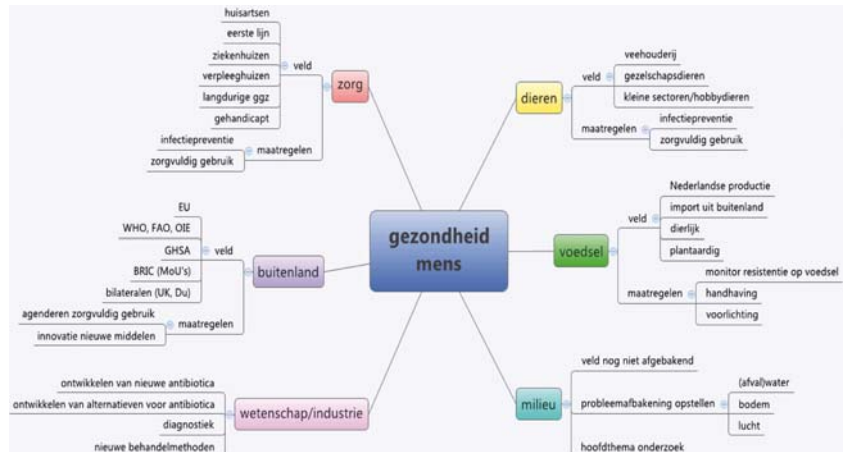 huisartsen
eerste lijn
ziekenhuizen
verpleeghuizen
langdurige ggz
gehandicapt
veld
infectiepreventie
zorgvuldig gebruik
maatregelen
zorg
EU
WHO, FAO, OIE
GHSA
BRIC (MoU's)
bilateralen (UK, Du)
veld
agenderen zorgvuldig gebruik
innovatie nieuwe middelen
maatregelen
buitenland
ontwikkelen van nieuwe antibiotica
ontwikkelen van alternatieven voor antibiotica
diagnostiek
nieuwe behandelmethoden
wetenschap/industrie
gezondheid
mens
dieren
veld
veehouderij
gezelschapsdieren
kleine sectoren/hobbydieren
maatregelen
infectiepreventie
zorgvuldig gebruik
voedsel
veld
Nederlandse productie
import uit buitenland
dierlijk
plantaardig
maatregelen
monitor resistentie op voedsel
handhaving
voorlichting
milieu
veld nog niet afgebakend
probleemafbakening opstellen
(afval)water
bodem
lucht
hoofdthema onderzoek